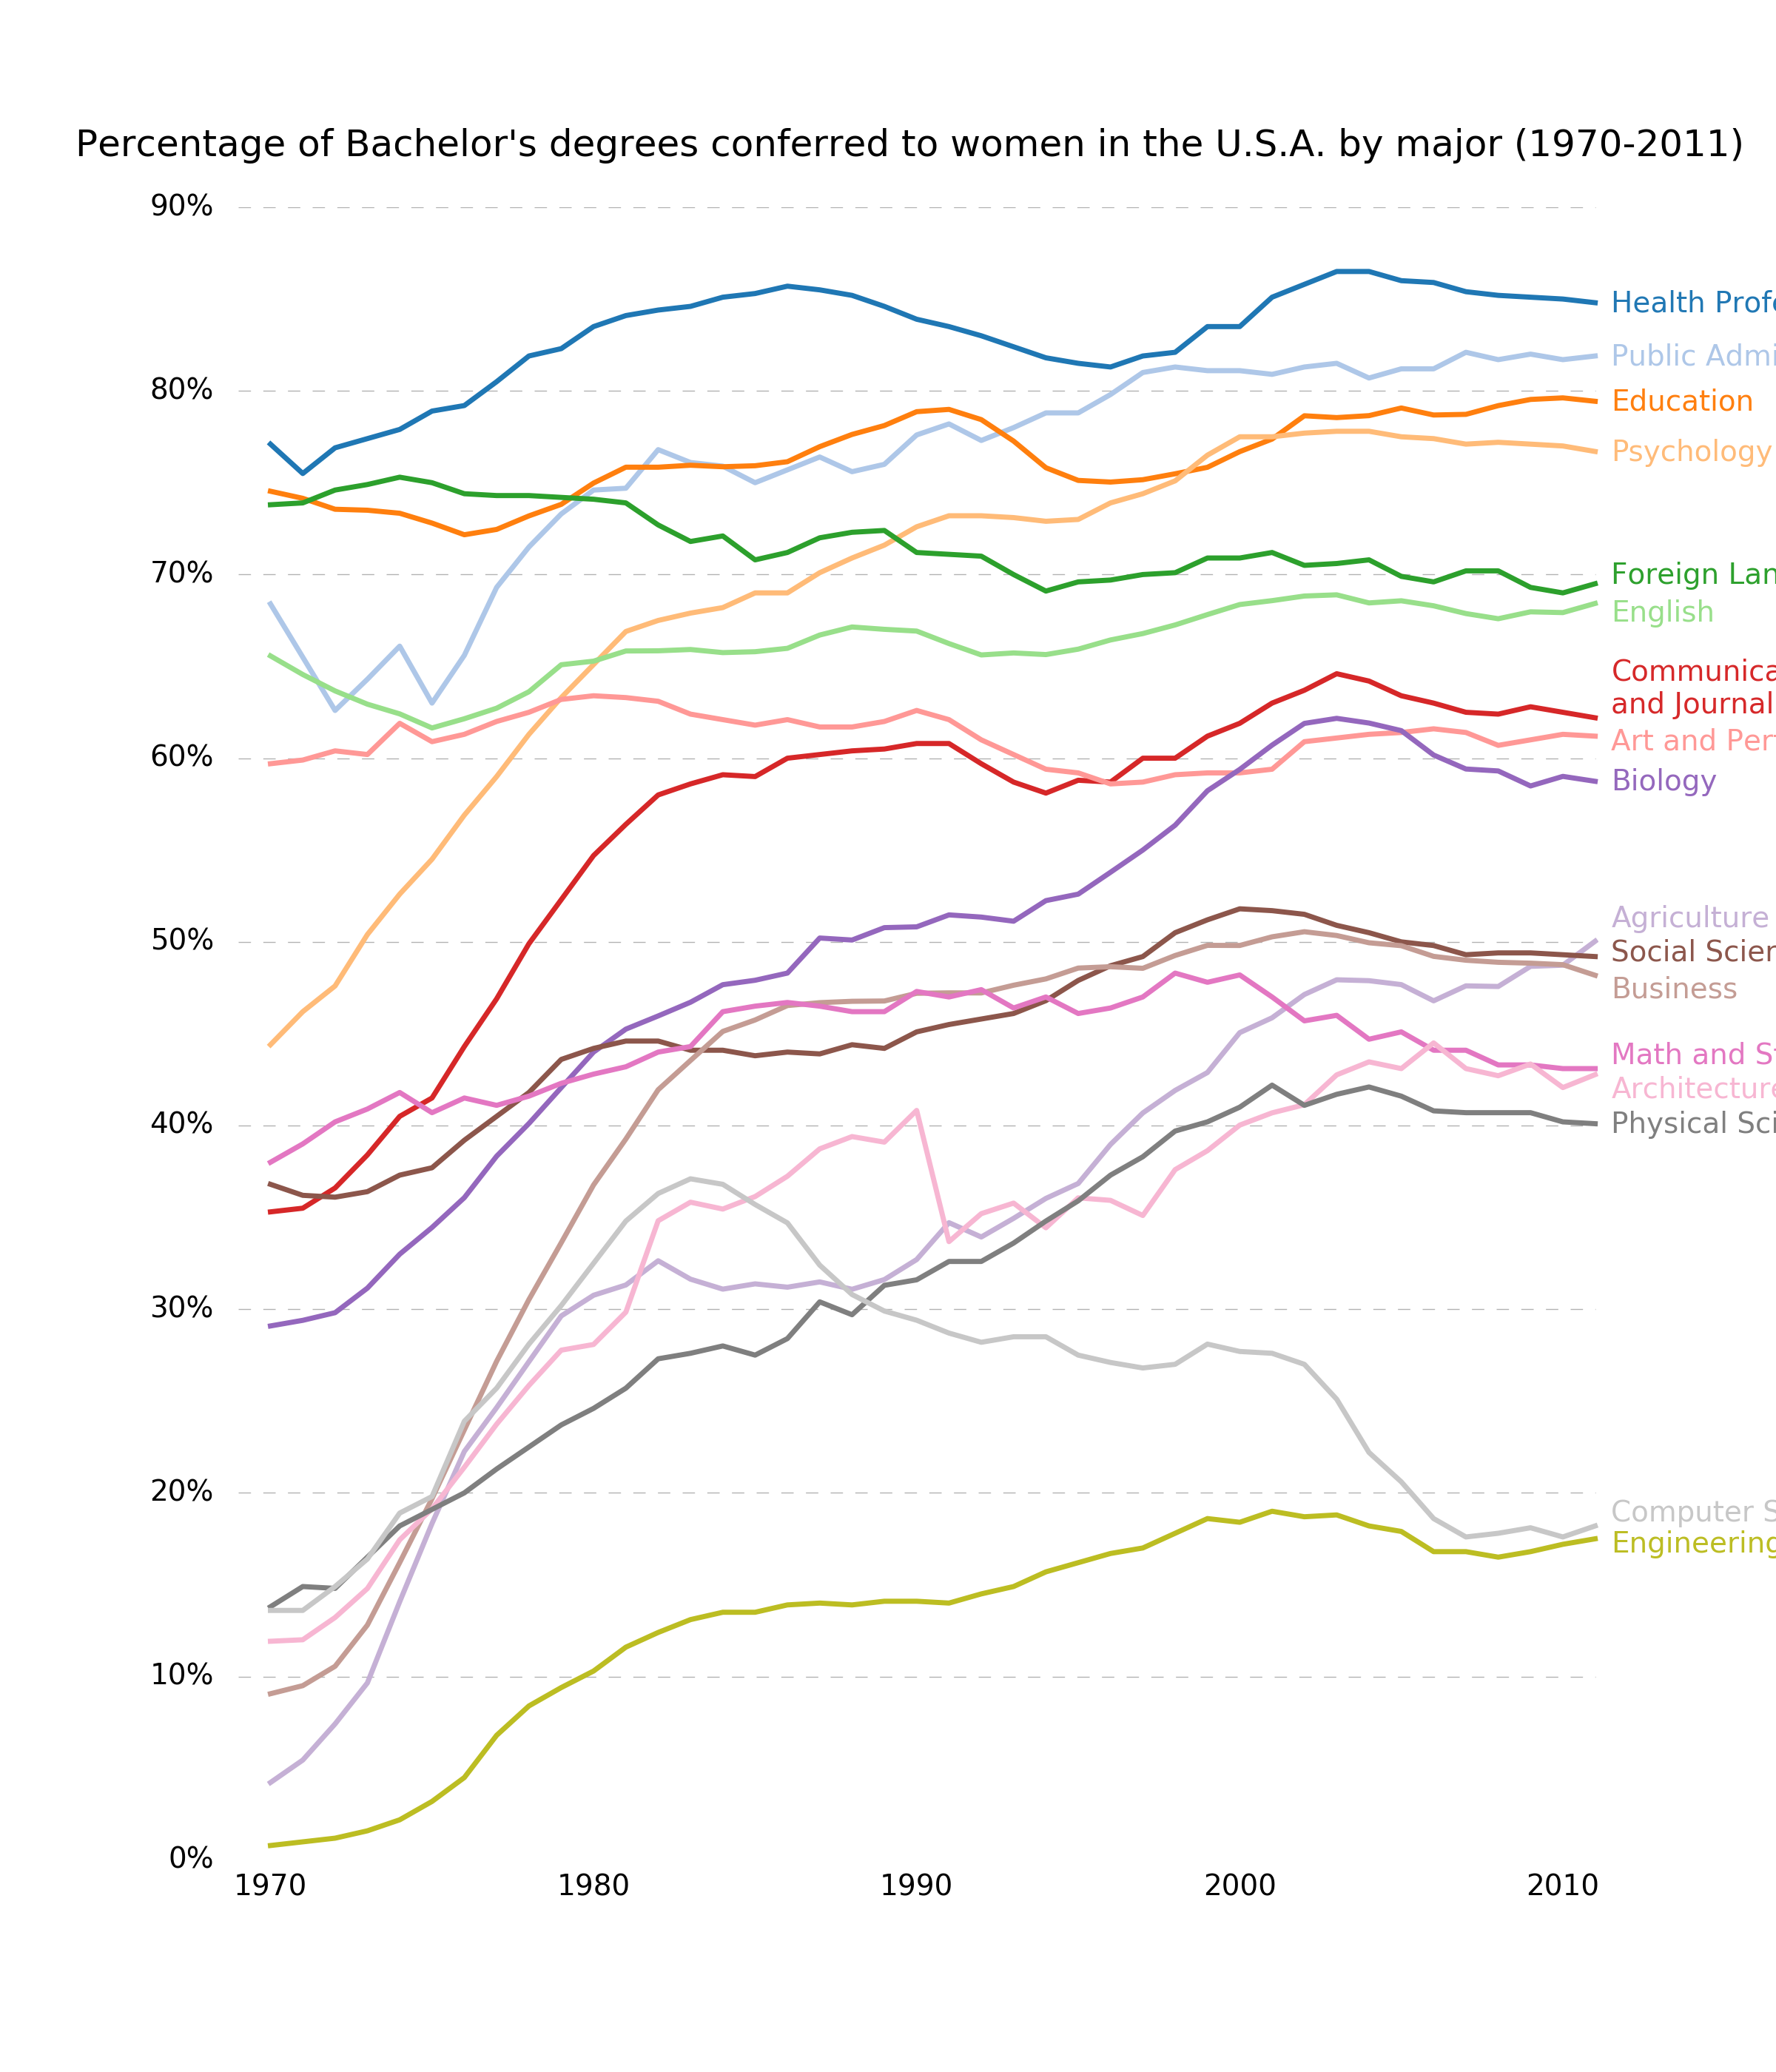 Percentage of Bachelor's degrees conferred to women in the U.S.A. by major (1970-2011)
90%
80%
70%
60%
50%
40%
30%
20%
10%
0%
1970
1980
1990
2000
2010
Health Profe
Public Admi
Education
Psychology
Foreign Lan
English
Communica
and Journal
Art and Perf
Biology
Agriculture
Social Scien
Business
Math and St
Architecture
Physical Sci
Computer S
Engineering